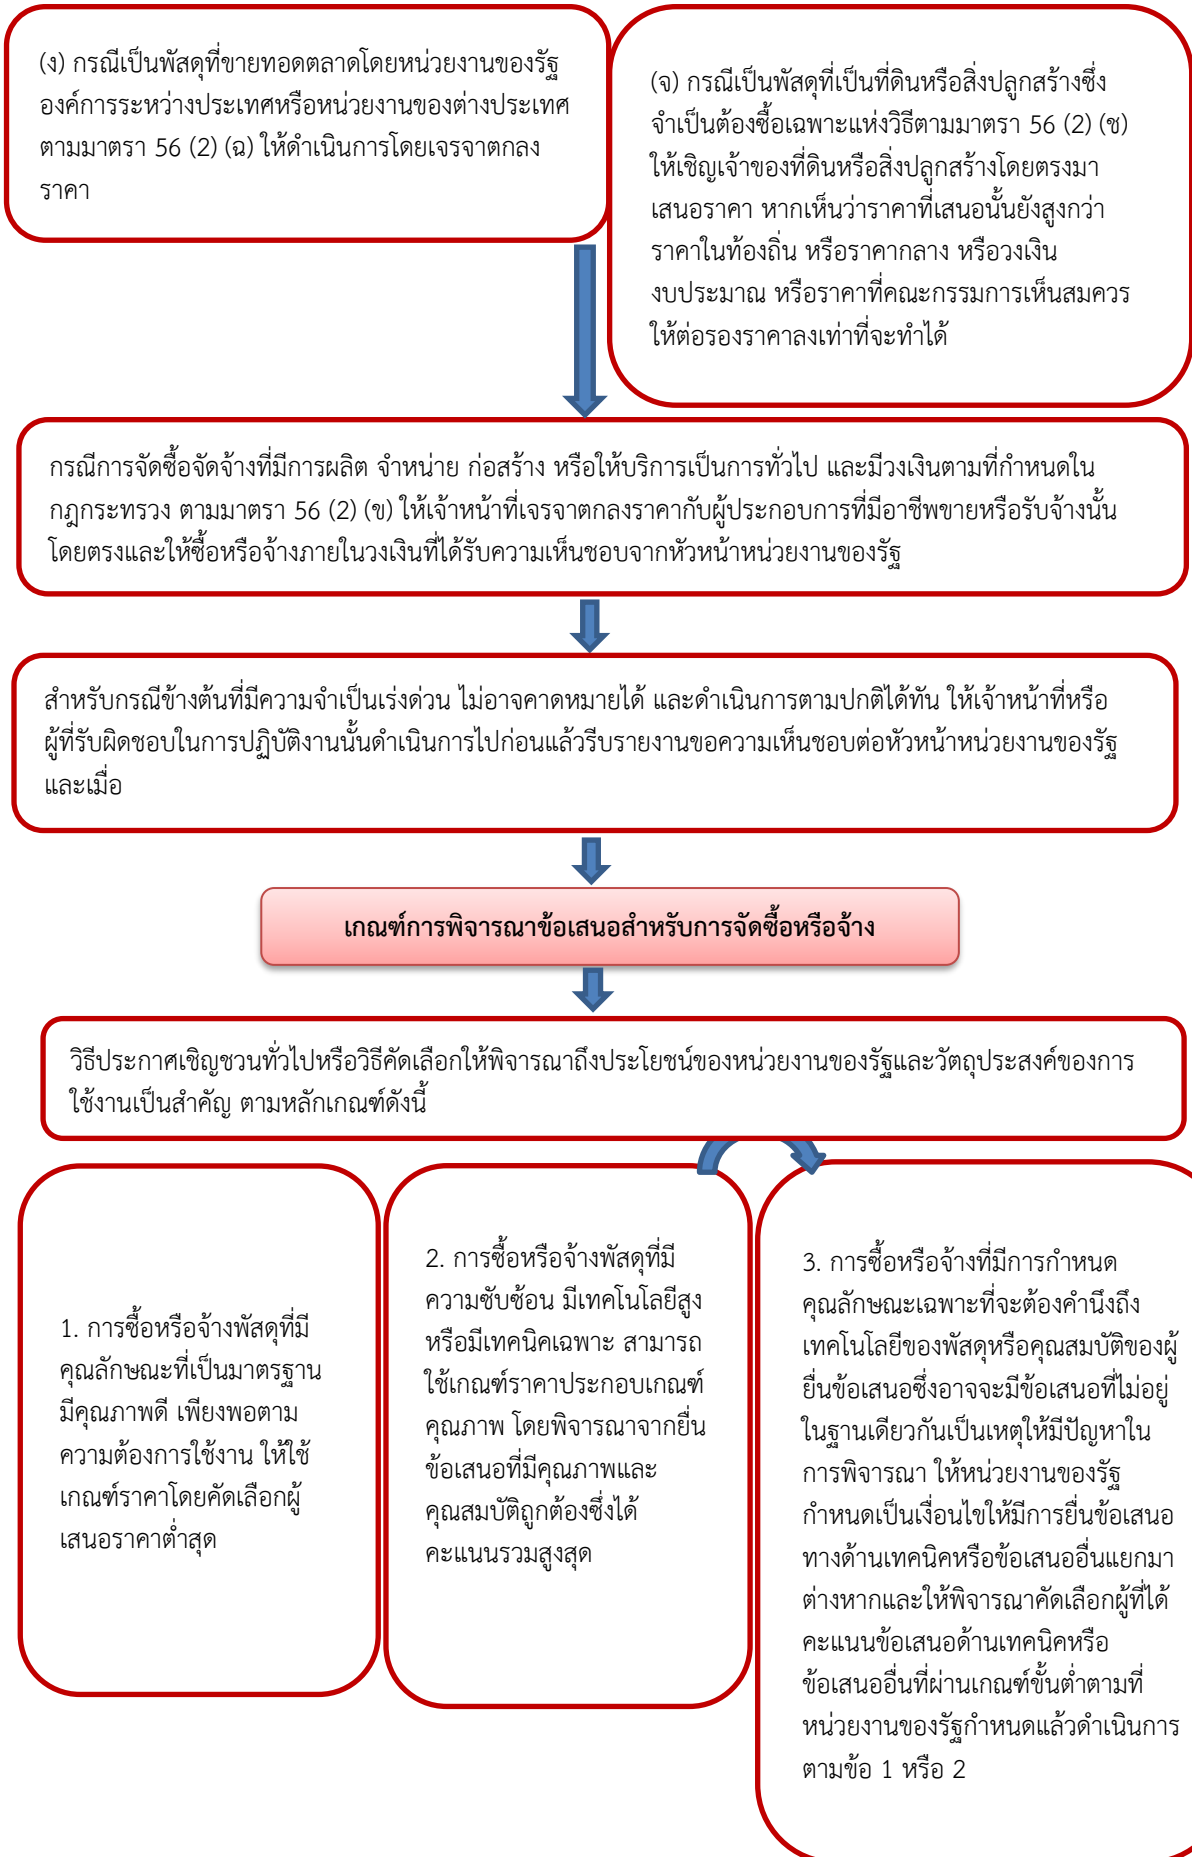 (ง) กรณีเป็นพัสดุที่ขายทอดตลาดโดยหน่วยงานของรัฐ
องค์การระหว่างประเทศหรือหน่วยงานของต่างประเทศ
ตามมาตรา 56 (2) (ฉ) ให้ดำเนินการโดยเจรจาตกลง
ราคา
(จ) กรณีเป็นพัสดุที่เป็นที่ดินหรือสิ่งปลูกสร้างซึ่ง
จำเป็นต้องซื้อเฉพาะแห่งวิธีตามมาตรา 56 (2) (ช)
ให้เชิญเจ้าของที่ดินหรือสิ่งปลูกสร้างโดยตรงมา
เสนอราคา หากเห็นว่าราคาที่เสนอนั้นยังสูงกว่า
ราคาในท้องถิ่น หรือราคากลาง หรือวงเงิน
งบประมาณ หรือราคาที่คณะกรรมการเห็นสมควร
ให้ต่อรองราคาลงเท่าที่จะทำได้
กรณีการจัดซื้อจัดจ้างที่มีการผลิต จำหน่าย ก่อสร้าง หรือให้บริการเป็นการทั่วไป และมีวงเงินตามที่กำหนดใน
กฎกระทรวง ตามมาตรา 56 (2) (ข) ให้เจ้าหน้าที่เจรจาตกลงราคากับผู้ประกอบการที่มีอาชีพขายหรือรับจ้างนั้น
โดยตรงและให้ซื้อหรือจ้างภายในวงเงินที่ได้รับความเห็นชอบจากหัวหน้าหน่วยงานของรัฐ
สำหรับกรณีข้างต้นที่มีความจำเป็นเร่งด่วน ไม่อาจคาดหมายได้ และดำเนินการตามปกติได้ทัน ให้เจ้าหน้าที่หรือ
ผู้ที่รับผิดชอบในการปฏิบัติงานนั้นดำเนินการไปก่อนแล้วรีบรายงานขอความเห็นชอบต่อหัวหน้าหน่วยงานของรัฐ
และเมื่อ
เกณฑ์การพิจารณาข้อเสนอสำหรับการจัดซื้อหรือจ้าง
วิธีประกาศเชิญชวนทั่วไปหรือวิธีคัดเลือกให้พิจารณาถึงประโยชน์ของหน่วยงานของรัฐและวัตถุประสงค์ของการ
ใช้งานเป็นสำคัญ ตามหลักเกณฑ์ดังนี้
1. การซื้อหรือจ้างพัสดุที่มี
คุณลักษณะที่เป็นมาตรฐาน
มีคุณภาพดี เพียงพอตาม
ความต้องการใช้งาน ให้ใช้
เกณฑ์ราคาโดยคัดเลือกผู้
เสนอราคาต่ำสุด
2. การซื้อหรือจ้างพัสดุที่มี
ความซับซ้อน มีเทคโนโลยีสูง
หรือมีเทคนิคเฉพาะ สามารถ
ใช้เกณฑ์ราคาประกอบเกณฑ์
คุณภาพ โดยพิจารณาจากยื่น
ข้อเสนอที่มีคุณภาพและ
คุณสมบัติถูกต้องซึ่งได้
คะแนนรวมสูงสุด
3. การซื้อหรือจ้างที่มีการกำหนด
คุณลักษณะเฉพาะที่จะต้องคำนึงถึง
เทคโนโลยีของพัสดุหรือคุณสมบัติของผู้
ยื่นข้อเสนอซึ่งอาจจะมีข้อเสนอที่ไม่อยู่
ในฐานเดียวกันเป็นเหตุให้มีปัญหาใน
การพิจารณา ให้หน่วยงานของรัฐ
กำหนดเป็นเงื่อนไขให้มีการยื่นข้อเสนอ
ทางด้านเทคนิคหรือข้อเสนออื่นแยกมา
ต่างหากและให้พิจารณาคัดเลือกผู้ที่ได้
คะแนนข้อเสนอด้านเทคนิคหรือ
ข้อเสนออื่นที่ผ่านเกณฑ์ขั้นต่ำตามที่
หน่วยงานของรัฐกำหนดแล้วดำเนินการ
ตามข้อ 1 หรือ 2